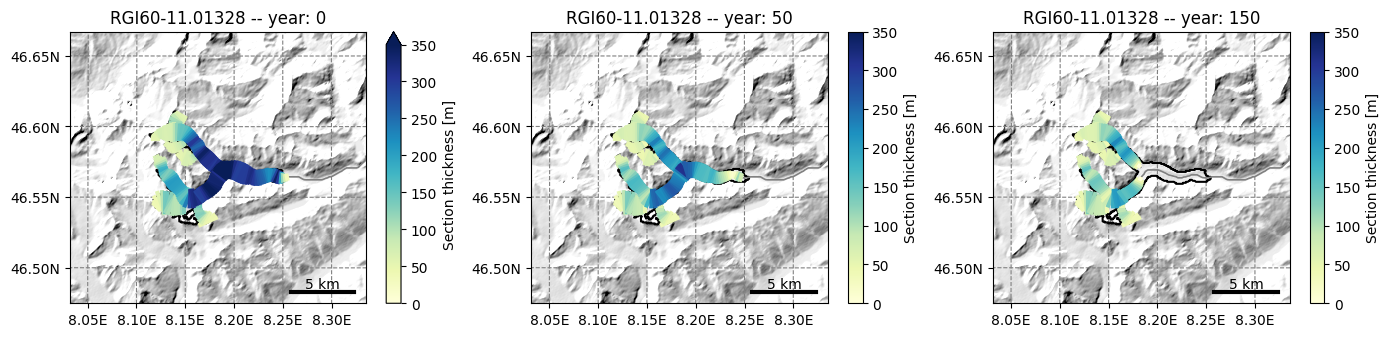 RGI60-11.01328 -- year: 0
46.65N
46.60N
46.55N
46.50N
8.05E 8.10E 8.15E 8.20E 8.25E 8.30E
5 km
350
300
250
200
150
100
50
0
Section thickness [m]
RGI60-11.01328 -- year: 50
46.65N
46.60N
46.55N
46.50N
8.05E 8.10E 8.15E 8.20E 8.25E 8.30E
5 km
350
300
250
200
150
100
50
0
Section thickness [m]
RGI60-11.01328 -- year: 150
46.65N
46.60N
46.55N
46.50N
8.05E 8.10E 8.15E 8.20E 8.25E 8.30E
5 km
350
300
250
200
150
100
50
0
Section thickness [m]